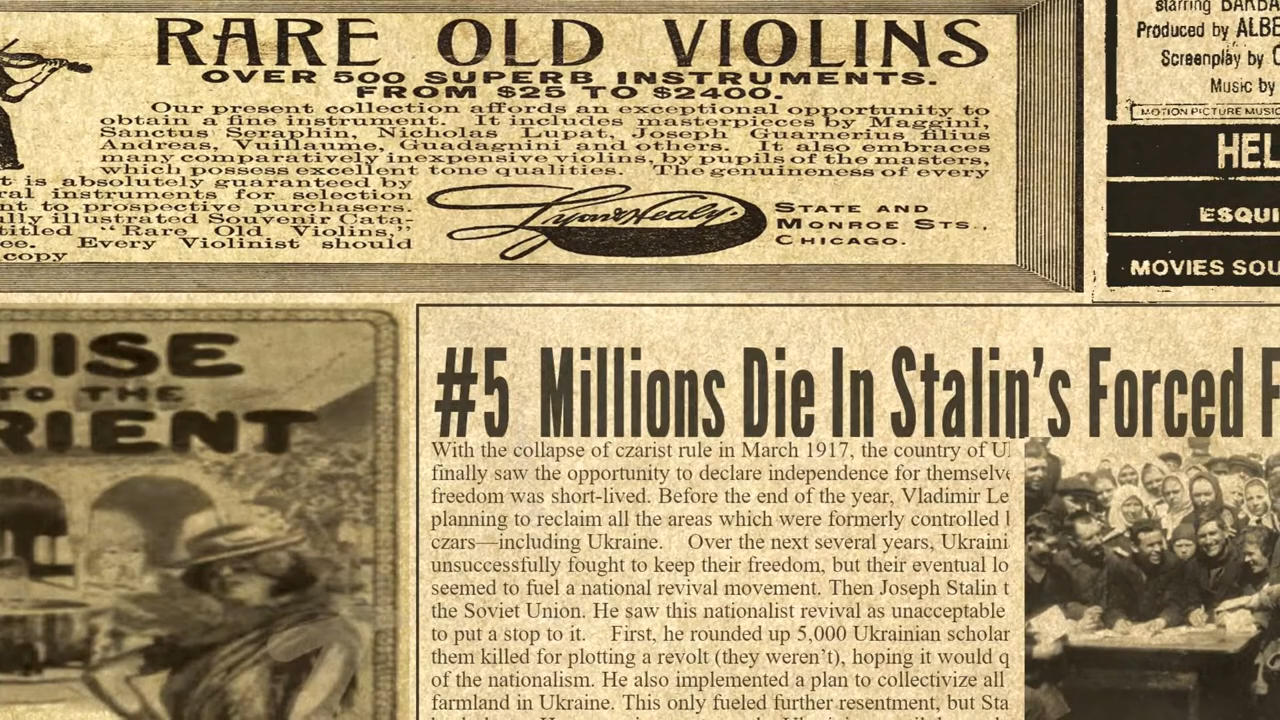 RARE OLD VIOLINS
OVER 500 SUPERB INSTRUMENTS.
FROM $25 TO $2400.
Our present collection affords an exceptional opportunity to
obtain a fine instrument. It includes masterpieces by Maggini,
Sanctus Seraphin, Nicholas Lupat, Joseph Guarnerius filius
Andreas, Vuillaume, Guadagnini and others. It also embraces
many comparatively inexpensive violins, by pupils of the masters,
which possess excellent tone qualities. The genuineness of every
t is absolutely guaranteed by
ral instruments for selection
nt to prospective purchasers.
ully illustrated Souvenir Cata-
titled "Rare Old Violins,"
ee. Every Violinist should
copy
Lyon & Healy.
STATE AND
MONROE STS.,
CHICAGO.
starring BARBA
Produced by ALBE
Screenplay by C
Music by
MOTION PICTURE MUSIC
HEL
ESQUI
MOVIES SOU
UISE
TO THE
RIENT
#5 Millions Die In Stalin's Forced F
With the collapse of czarist rule in March 1917, the country of U
finally saw the opportunity to declare independence for themselve
freedom was short-lived. Before the end of the year, Vladimir Le
planning to reclaim all the areas which were formerly controlled
czars—including Ukraine. Over the next several years, Ukraini
unsuccessfully fought to keep their freedom, but their eventual lo
seemed to fuel a national revival movement. Then Joseph Stalin t
the Soviet Union. He saw this nationalist revival as unacceptable
to put a stop to it. First, he rounded up 5,000 Ukrainian scholar
them killed for plotting a revolt (they weren't), hoping it would q
of the nationalism. He also implemented a plan to collectivize all
farmland in Ukraine. This only fueled further resentment, but Sta